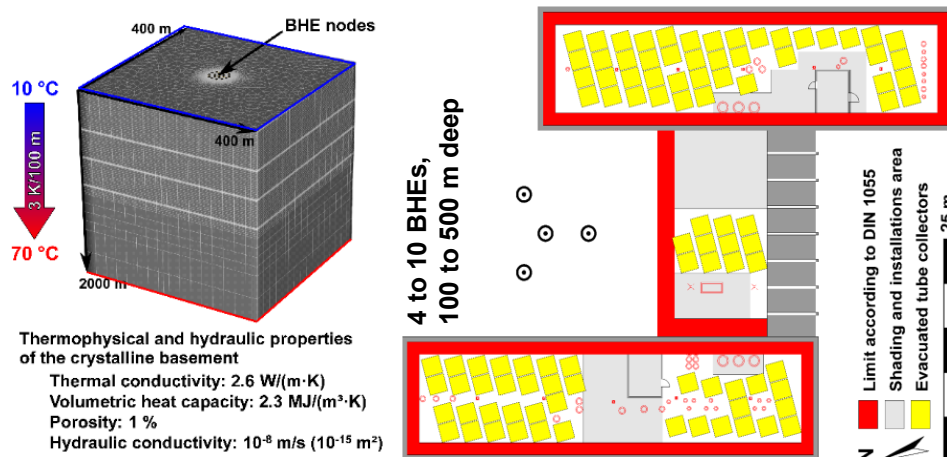 400 m
BHE nodes
10 °C
3 K/100 m
400 m
70 °C
2000 m
Thermophysical and hydraulic properties
of the crystalline basement
Thermal conductivity: 2.6 W/(m·K)
Volumetric heat capacity: 2.3 MJ/(m³·K)
Porosity: 1 %
Hydraulic conductivity: 10⁻⁸ m/s (10⁻¹⁵ m²)
4 to 10 BHEs,
100 to 500 m deep
Limit according to DIN 1055
Shading and installations area
Evacuated tube collectors
N
25 m